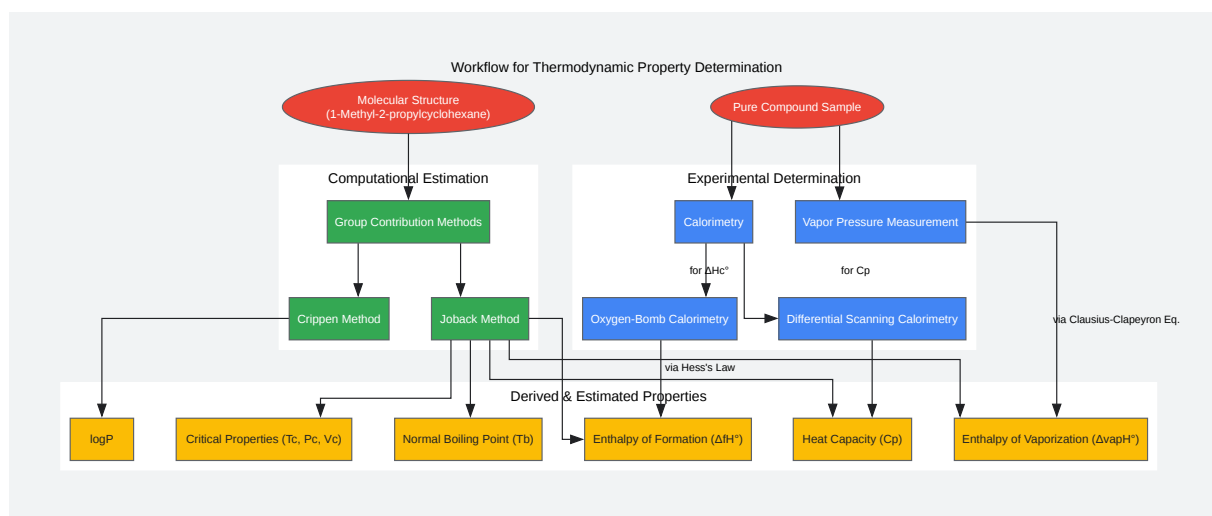 Workflow for Thermodynamic Property Determination
Molecular Structure
(1-Methyl-2-propylcyclohexane)
Pure Compound Sample
Computational Estimation
Experimental Determination
Group Contribution Methods
Calorimetry
Vapor Pressure Measurement
for ΔHc°
for Cp
Crippen Method
Joback Method
Oxygen-Bomb Calorimetry
Differential Scanning Calorimetry
via Clausius-Clapeyron Eq.
via Hess's Law
Derived & Estimated Properties
logP
Critical Properties (Tc, Pc, Vc)
Normal Boiling Point (Tb)
Enthalpy of Formation (ΔfH°)
Heat Capacity (Cp)
Enthalpy of Vaporization (ΔvapH°)